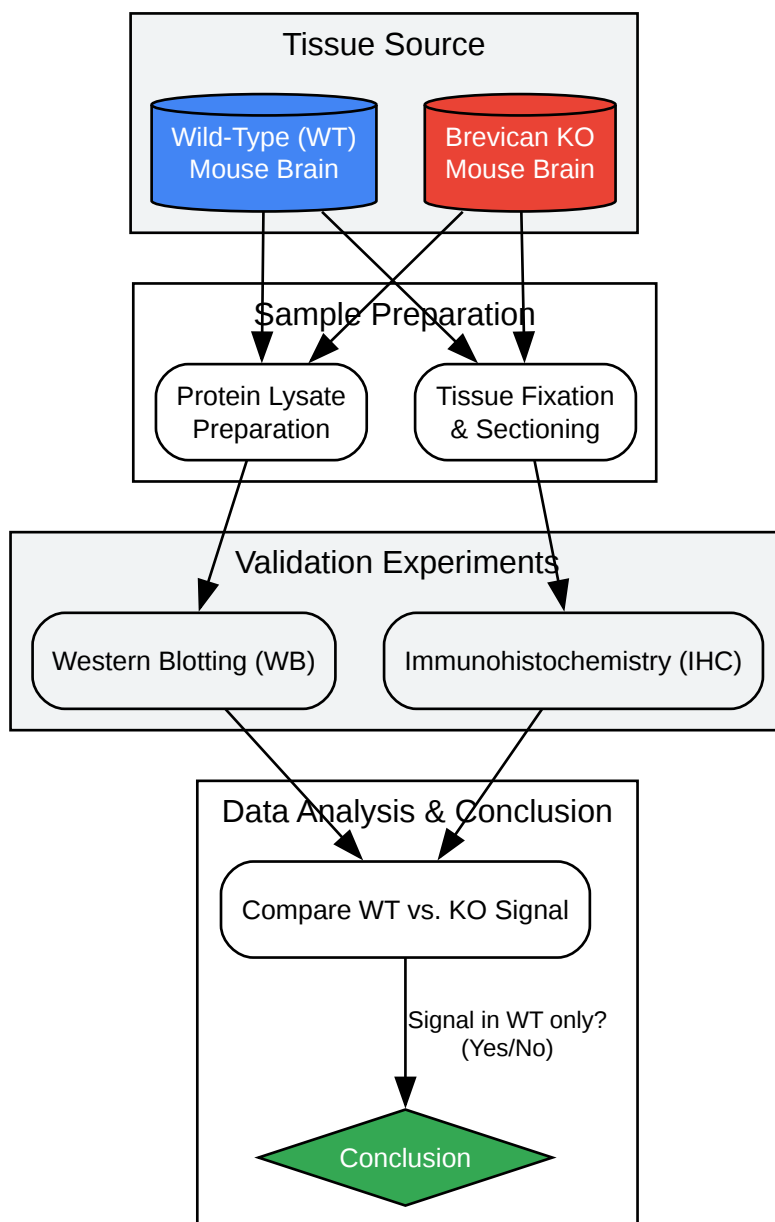 Tissue Source
Wild-Type (WT)
Mouse Brain
Brevican KO
Mouse Brain
Sample Preparation
Protein Lysate
Preparation
Tissue Fixation
& Sectioning
Validation Experiments
Western Blotting (WB)
Immunohistochemistry (IHC)
Data Analysis & Conclusion
Compare WT vs. KO Signal
Signal in WT only?
(Yes/No)
Conclusion